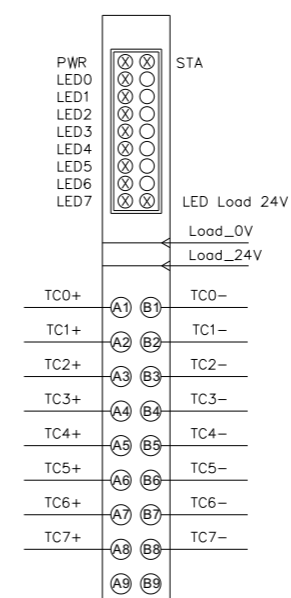 PWR STA
LED0
LED1
LED2
LED3
LED4
LED5
LED6
LED7 LED Load 24V
Load_0V
Load_24V
TC0+ A1 B1 TC0-
TC1+ A2 B2 TC1-
TC2+ A3 B3 TC2-
TC3+ A4 B4 TC3-
TC4+ A5 B5 TC4-
TC5+ A6 B6 TC5-
TC6+ A7 B7 TC6-
TC7+ A8 B8 TC7-
A9 B9